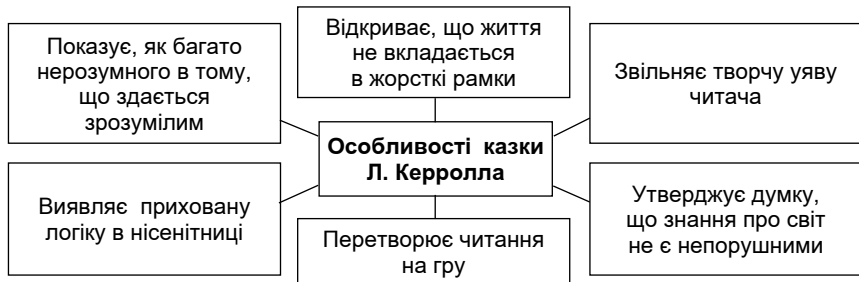 Показує, як багато
нерозумного в тому,
що здається
зрозумілим
Відкриває, що життя
не вкладається
в жорсткі рамки
Звільняє творчу уяву
читача
Особливості казки
Л. Керролла
Виявляє приховану
логіку в нісенітниці
Перетворює читання
на гру
Утверджує думку,
що знання про світ
не є непорушними